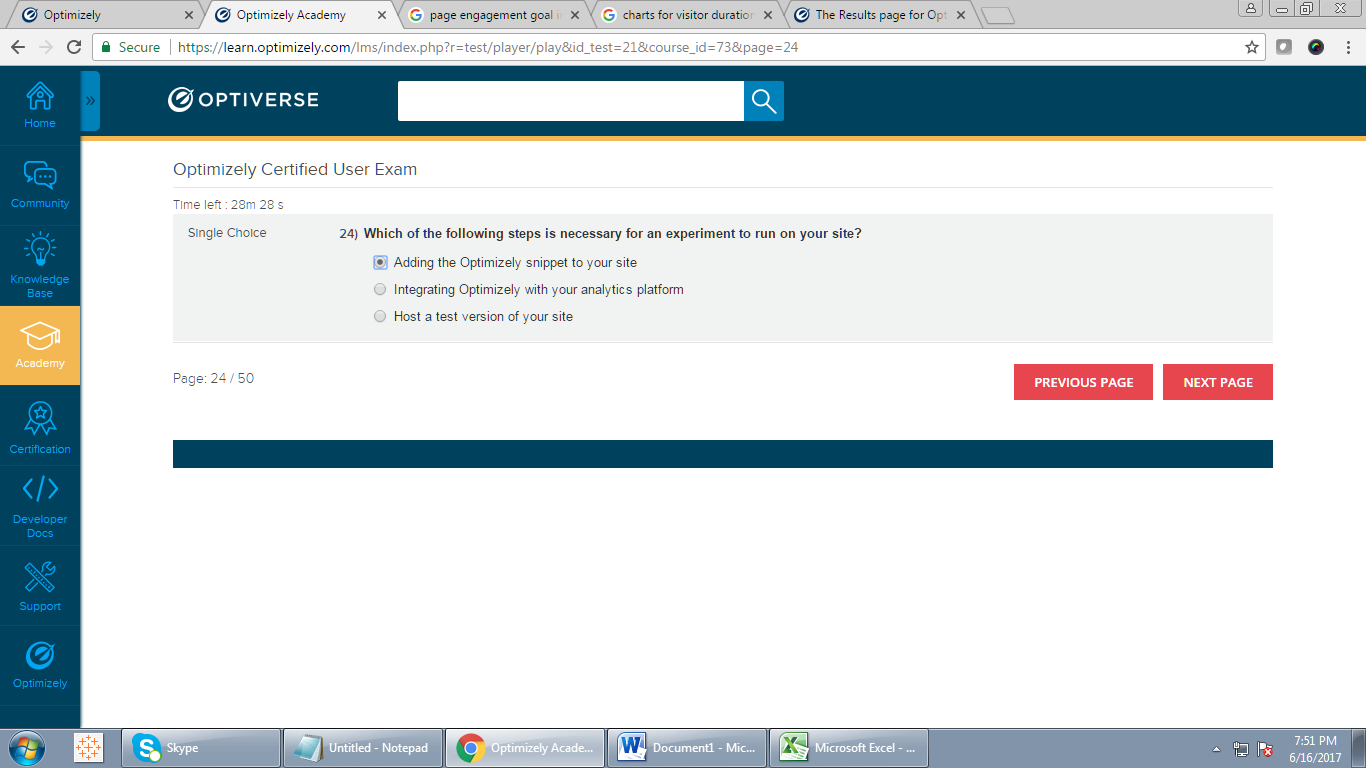 Optimizely
Optimizely Academy
page engagement goal in
charts for visitor duration
The Results page for Opt
Secure
https://learn.optimizely.com/lms/index.php?r=test/player/play&id_test=21&course_id=73&page=24
Home
»
OPTIVERSE
Community
Knowledge
Base
Academy
Certification
Developer
Docs
Support
Optimizely
Optimizely Certified User Exam
Time left : 28m 28 s
Single Choice
24) Which of the following steps is necessary for an experiment to run on your site?
Adding the Optimizely snippet to your site
Integrating Optimizely with your analytics platform
Host a test version of your site
Page: 24 / 50
PREVIOUS PAGE
NEXT PAGE
Skype
Untitled - Notepad
Optimizely Acade...
Document1 - Mic...
Microsoft Excel - ...
7:51 PM
6/16/2017